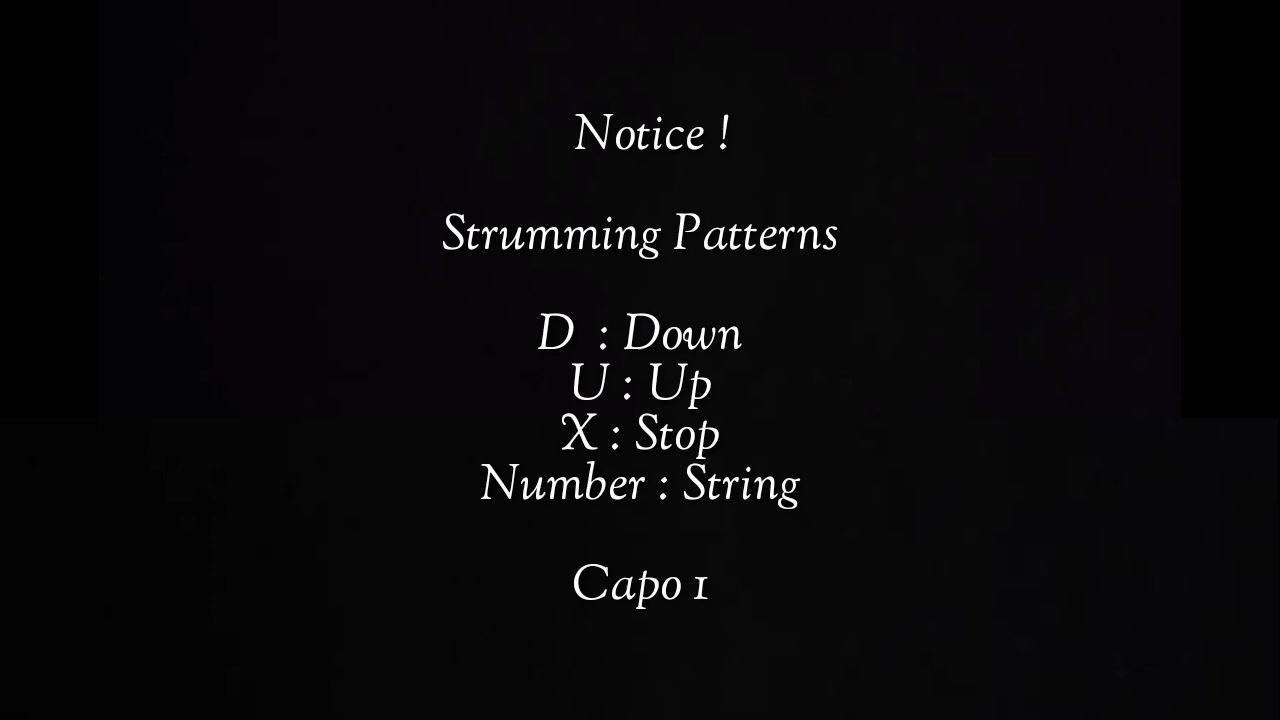 Notice !
Strumming Patterns
D : Down
U : Up
X : Stop
Number : String
Capo 1